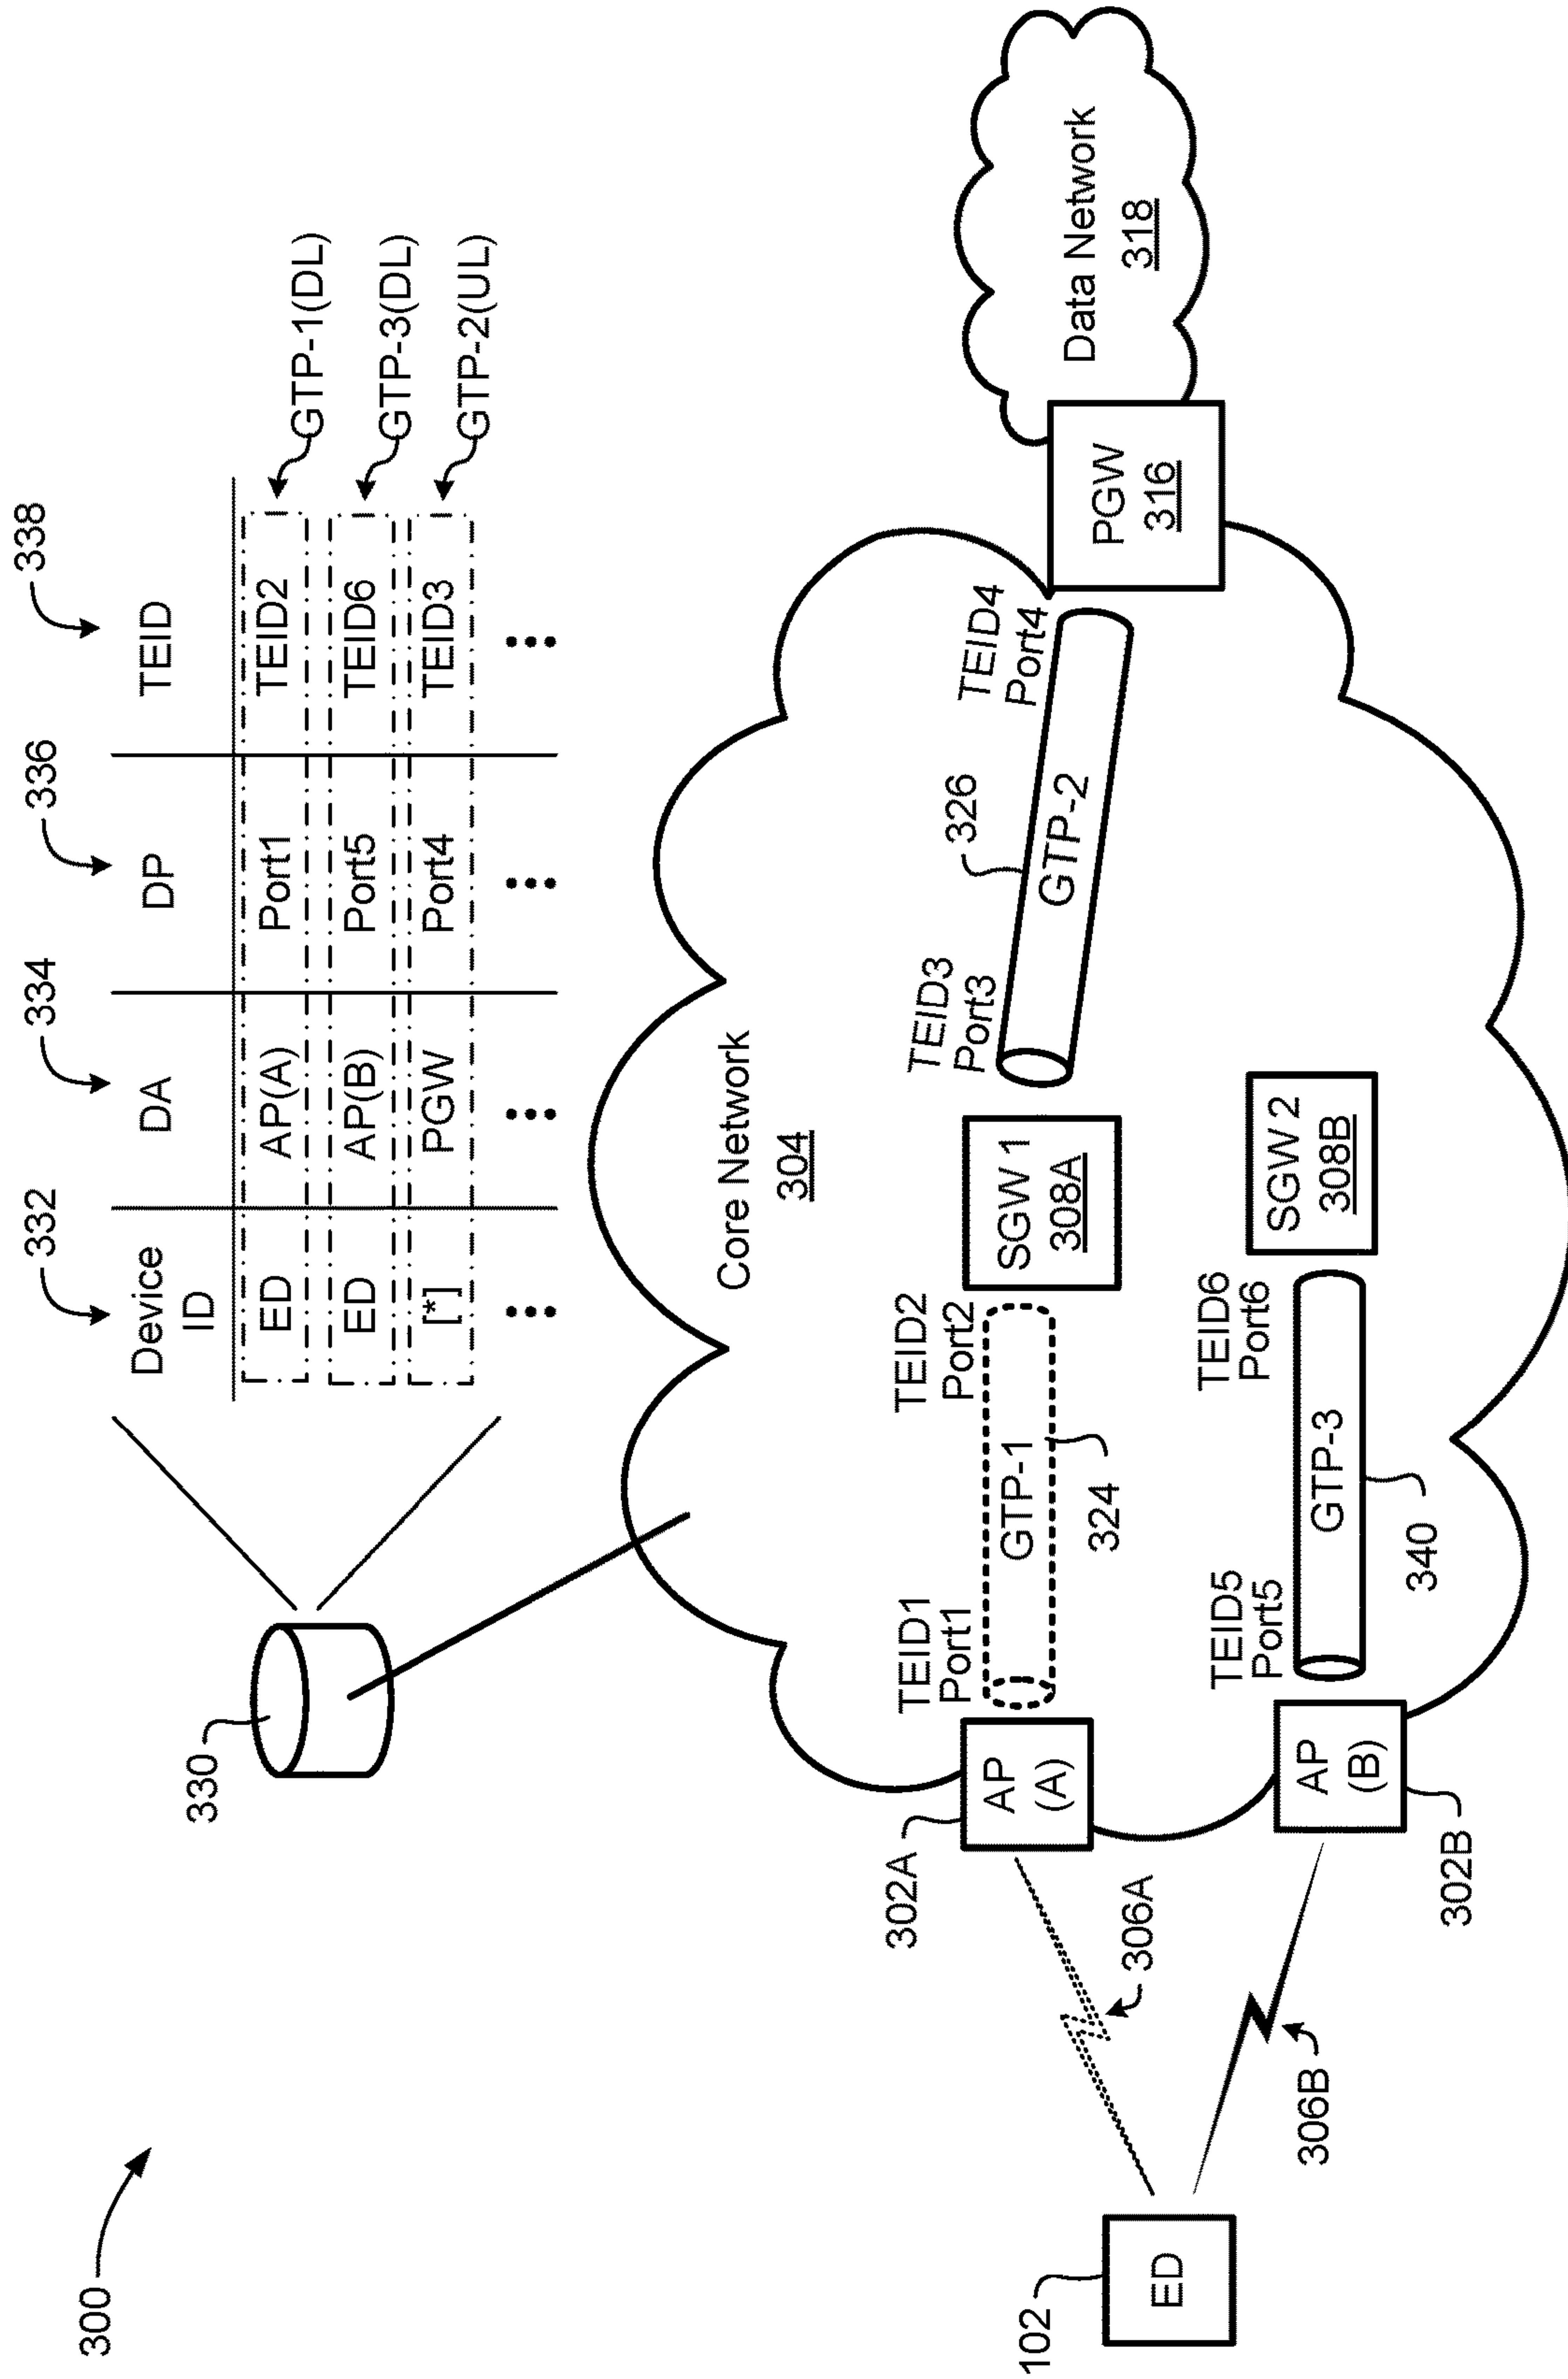 300
332
334
336
338
Device
ID
DA
DP
TEID
ED
AP(A)
Port1
TEID2
GTP-1(DL)
ED
AP(B)
Port5
TEID6
GTP-3(DL)
[*]
PGW
Port4
TEID3
GTP-2(UL)
330
Core Network
304
302A
AP
(A)
TEID1
Port1
GTP-1
324
TEID2
Port2
SGW 1
308A
TEID3
Port3
326
GTP-2
TEID4
Port4
PGW
316
Data Network
318
102
ED
306A
306B
302B
AP
(B)
TEID5
Port5
GTP-3
340
TEID6
Port6
SGW 2
308B